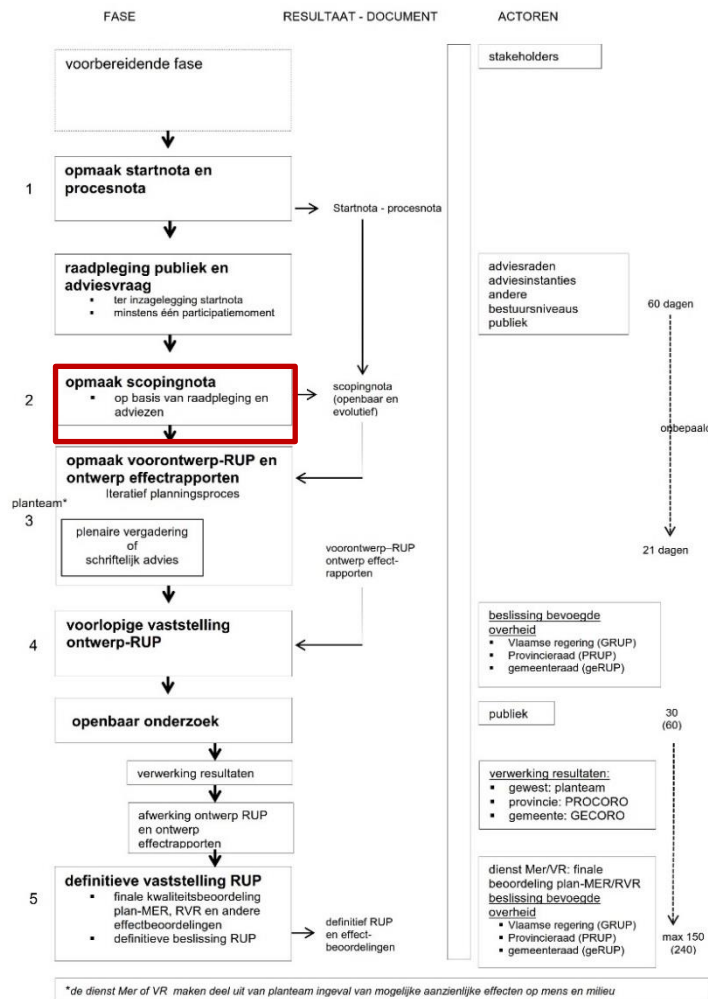 FASE
RESULTAAT - DOCUMENT
ACTOREN
voorbereidende fase
stakeholders
1
opmaak startnota en
procesnota
Startnota - procesnota
raadpleging publiek en
adviesvraag
▪ ter inzagelegging startnota
▪ minstens één participatiemoment
adviesraden
adviesinstanties
andere
bestuursniveaus
publiek
60 dagen
2
opmaak scopingnota
▪ op basis van raadpleging en
adviezen
scopingnota
(openbaar en
evolutief)
onbepaald
opmaak voorontwerp-RUP en
ontwerp effectrapporten
Iteratief planningsproces
planteam*
3
plenaire vergadering
of
schriftelijk advies
21 dagen
voorontwerp–RUP
ontwerp effect-
rapporten
4
voorlopige vaststelling
ontwerp-RUP
beslissing bevoegde
overheid
▪ Vlaamse regering (GRUP)
▪ Provincieraad (PRUP)
▪ gemeenteraad (geRUP)
openbaar onderzoek
publiek
30
(60)
verwerking resultaten
verwerking resultaten:
▪ gewest: planteam
▪ provincie: PROCORO
▪ gemeente: GECORO
afwerking ontwerp RUP
en ontwerp
effectrapporten
5
definitieve vaststelling RUP
▪ finale kwaliteitsbeoordeling
plan-MER, RVR en andere
effectbeoordelingen
▪ definitieve beslissing RUP
definitief RUP
en effect-
beoordelingen
dienst Mer/VR: finale
beoordeling plan-MER/RVR
beslissing bevoegde
overheid
▪ Vlaamse regering (GRUP)
▪ Provincieraad (PRUP)
▪ gemeenteraad (geRUP)
max 150
(240)
*de dienst Mer of VR maken deel uit van planteam ingeval van mogelijke aanzienlijke effecten op mens en milieu